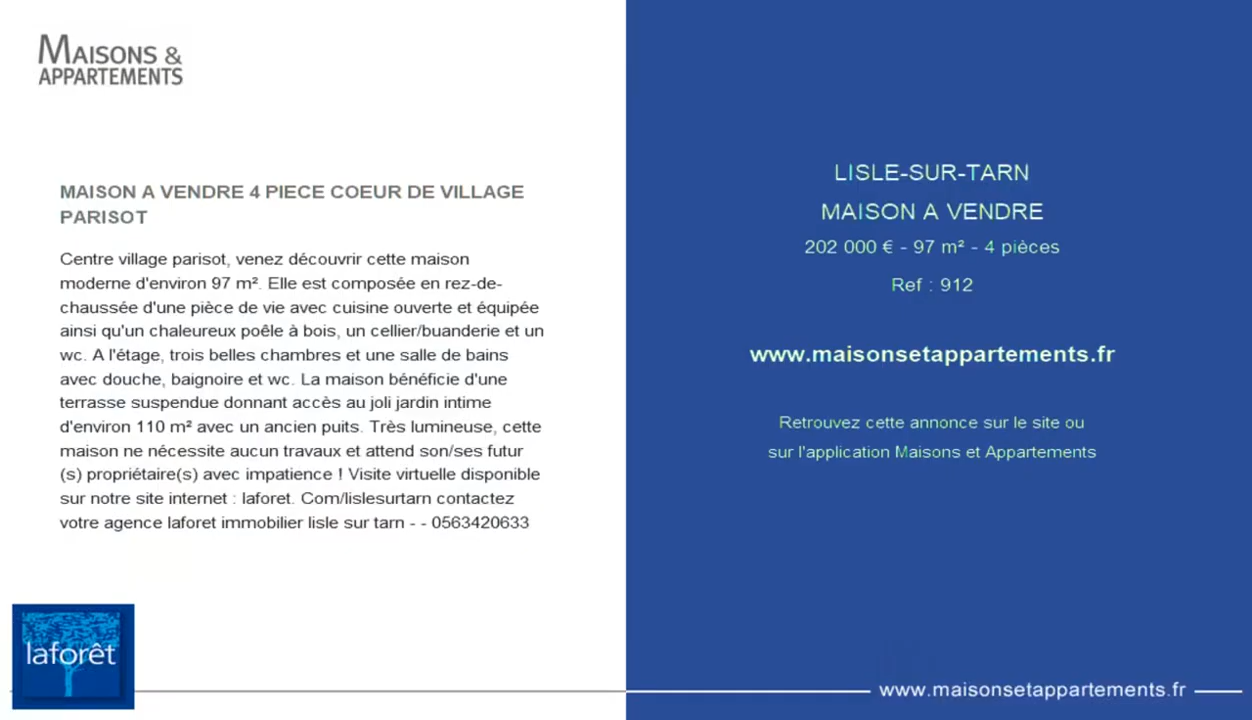 MAISONS &
APPARTEMENTS
MAISON A VENDRE 4 PIECE COEUR DE VILLAGE
PARISOT
Centre village parisot, venez découvrir cette maison
moderne d'environ 97 m². Elle est composée en rez-de-
chaussée d'une pièce de vie avec cuisine ouverte et équipée
ainsi qu'un chaleureux poêle à bois, un cellier/buanderie et un
wc. A l'étage, trois belles chambres et une salle de bains
avec douche, baignoire et wc. La maison bénéficie d'une
terrasse suspendue donnant accès au joli jardin intime
d'environ 110 m² avec un ancien puits. Très lumineuse, cette
maison ne nécessite aucun travaux et attend son/ses futur
(s) propriétaire(s) avec impatience ! Visite virtuelle disponible
sur notre site internet : laforet. Com/lislesurtarn contactez
votre agence laforet immobilier lisle sur tarn - - 0563420633
laforêt
LISLE-SUR-TARN
MAISON A VENDRE
202 000 € - 97 m² - 4 pièces
Ref : 912
www.maisonsetappartements.fr
Retrouvez cette annonce sur le site ou
sur l'application Maisons et Appartements
www.maisonsetappartements.fr